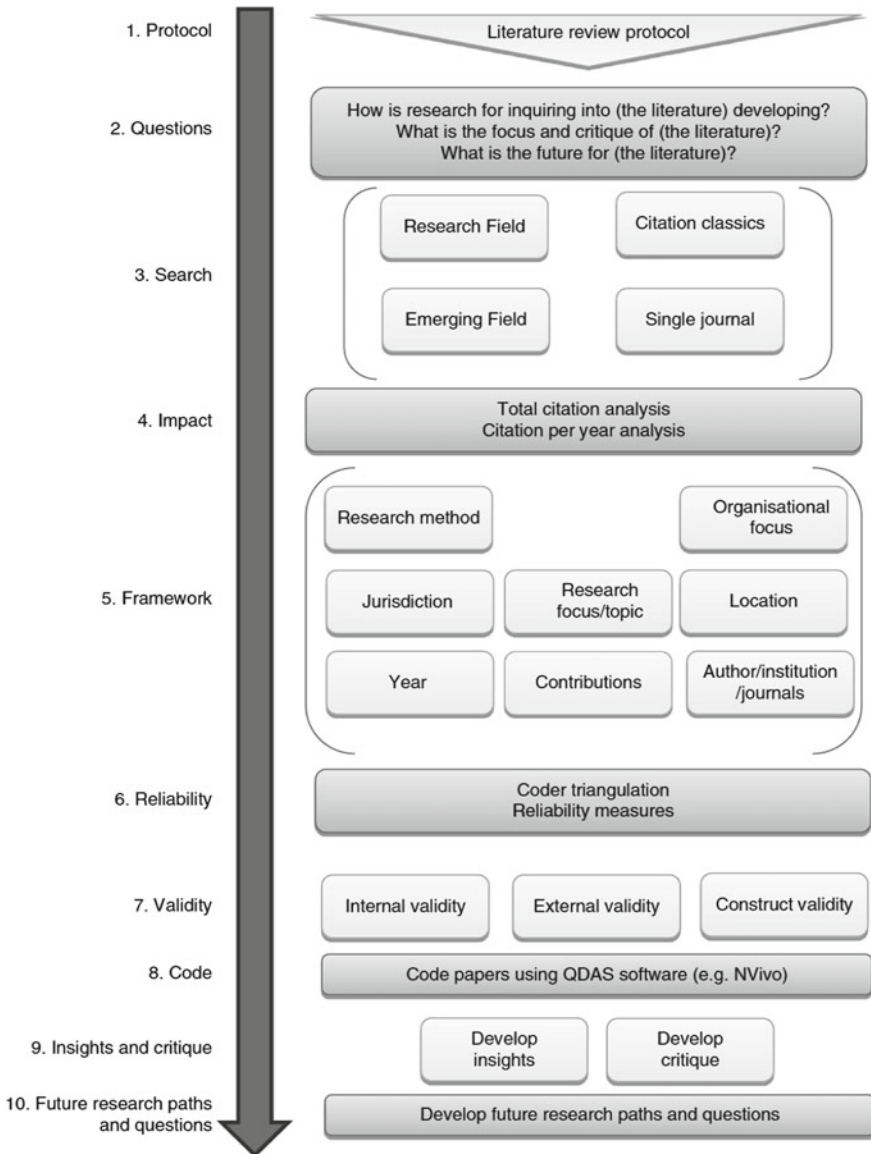 1. Protocol
Literature review protocol
2. Questions
How is research for inquiring into (the literature) developing?
What is the focus and critique of (the literature)?
What is the future for (the literature)?
3. Search
Research Field
Citation classics
Emerging Field
Single journal
4. Impact
Total citation analysis
Citation per year analysis
5. Framework
Research method
Organisational
focus
Jurisdiction
Research
focus/topic
Location
Year
Contributions
Author/institution
/journals
6. Reliability
Coder triangulation
Reliability measures
7. Validity
Internal validity
External validity
Construct validity
8. Code
Code papers using QDAS software (e.g. NVivo)
9. Insights and critique
Develop
insights
Develop
critique
10. Future research paths
and questions
Develop future research paths and questions